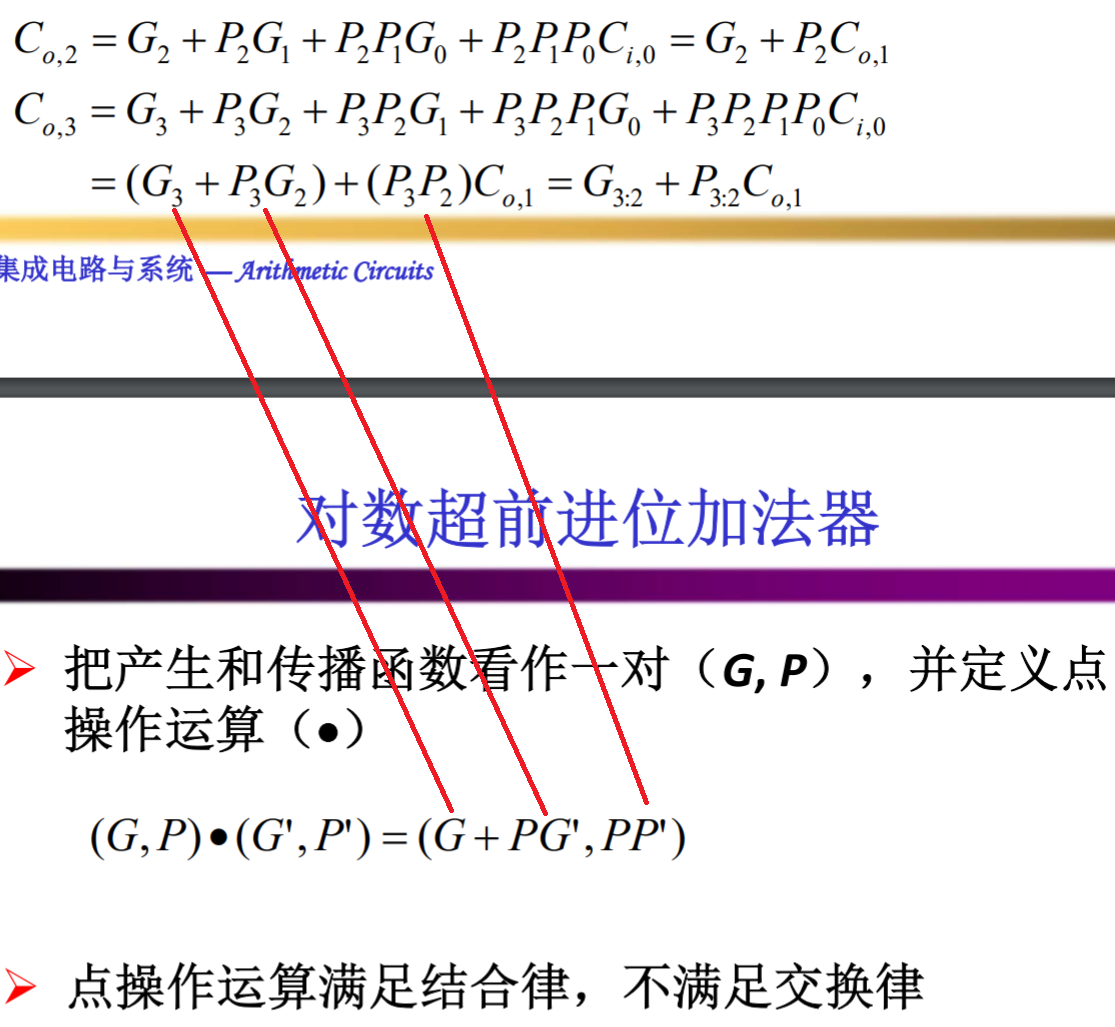 C_{o,2} = G_2 + P_2G_1 + P_2P_1G_0 + P_2P_1P_0C_{i,0} = G_2 + P_2C_{o,1}
C_{o,3} = G_3 + P_3G_2 + P_3P_2G_1 + P_3P_2P_1G_0 + P_3P_2P_1P_0C_{i,0}
= (G_3 + P_3G_2) + (P_3P_2)C_{o,1} = G_{3:2} + P_{3:2}C_{o,1}
集成电路与系统 — Arithmetic Circuits
对数超前进位加法器
➢ 把产生和传播函数看作一对（G, P），并定义点
操作运算（●）
(G,P)●(G',P') = (G + PG', PP')
➢ 点操作运算满足结合律，不满足交换律